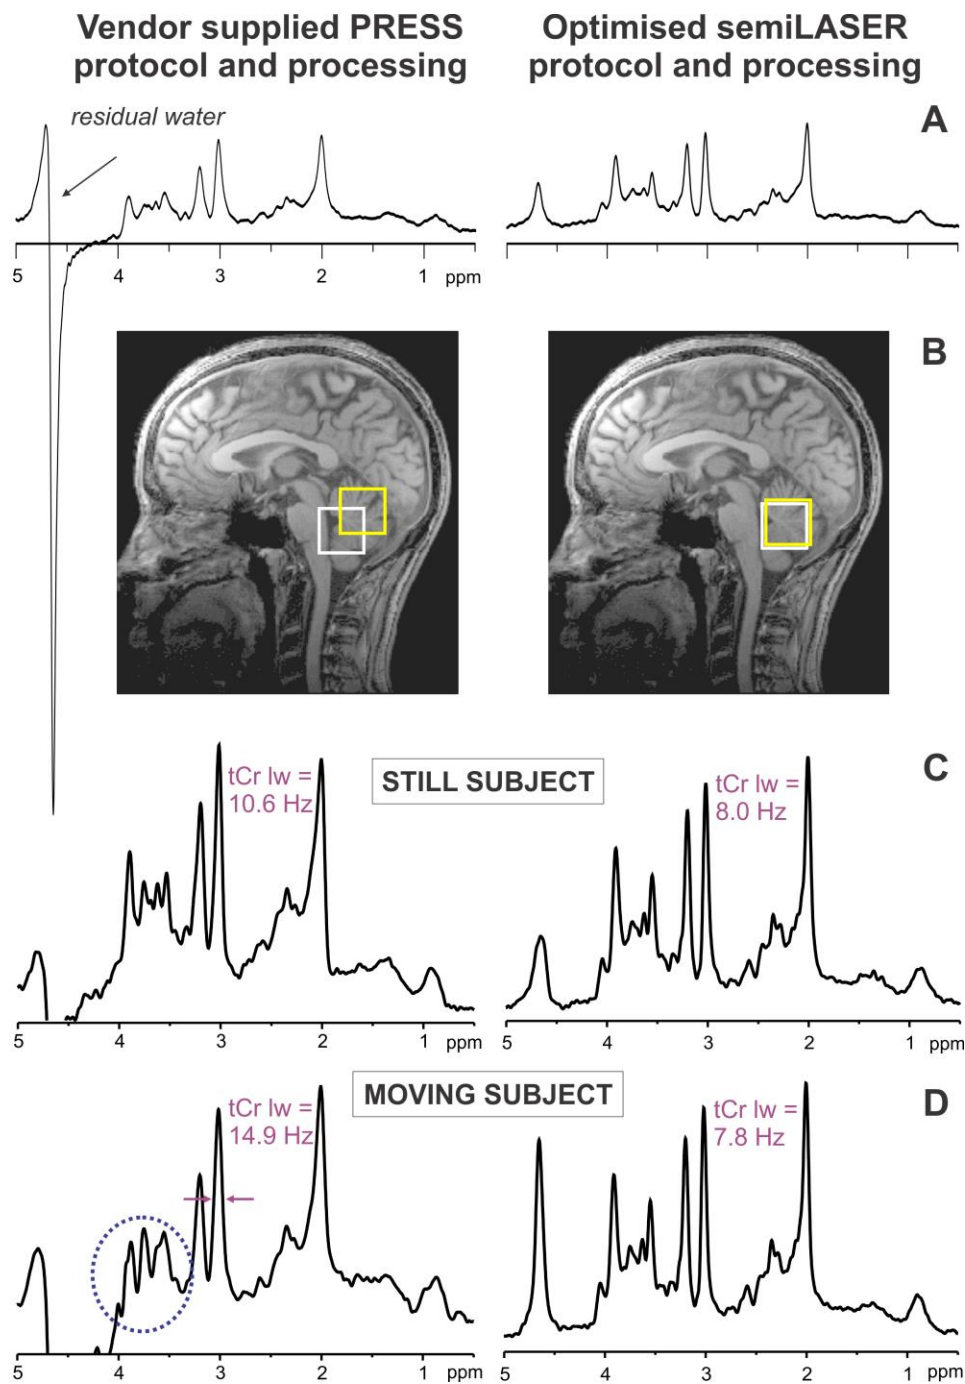 Vendor supplied PRESS
protocol and processing
Optimised semiLASER
protocol and processing
residual water
A
5 4 3 2 1 ppm
B
C
STILL SUBJECT
tCr lw =
10.6 Hz
tCr lw =
8.0 Hz
5 4 3 2 1 ppm
5 4 3 2 1 ppm
D
MOVING SUBJECT
tCr lw =
14.9 Hz
tCr lw =
7.8 Hz
5 4 3 2 1 ppm
5 4 3 2 1 ppm